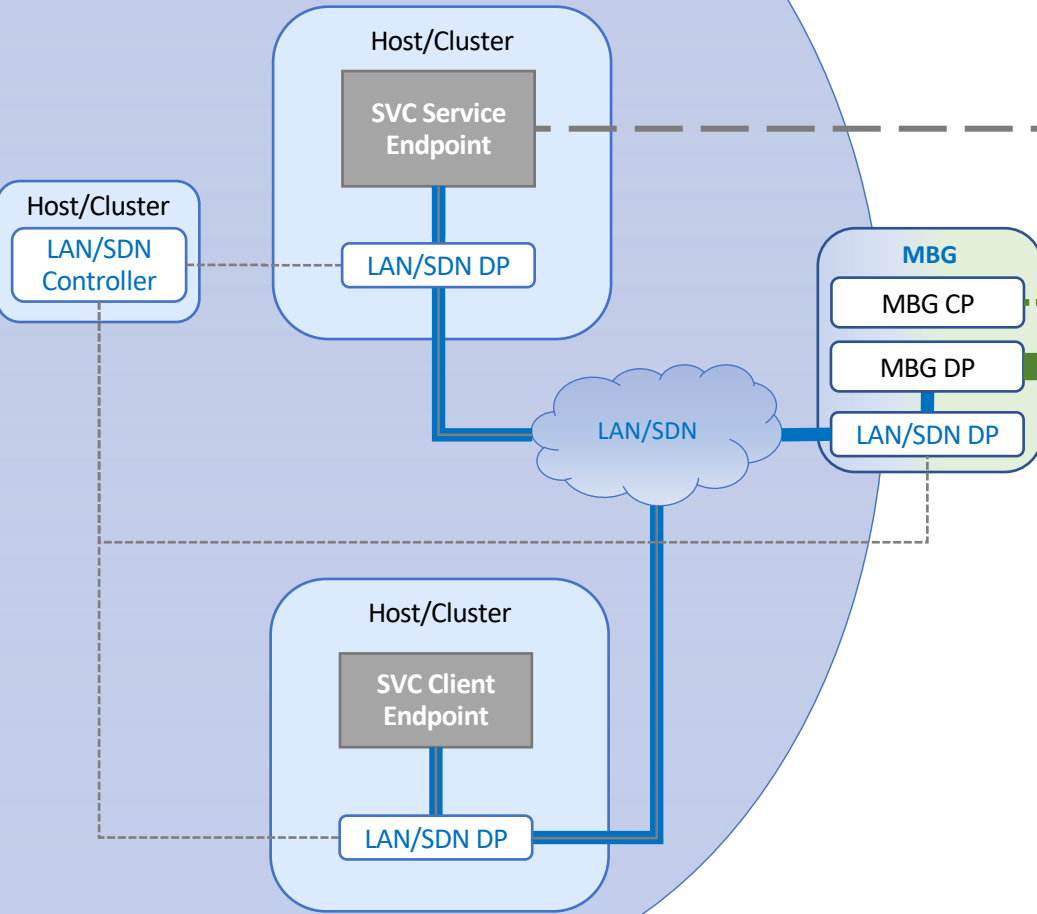 Host/Cluster
SVC Service
Endpoint
LAN/SDN DP
Host/Cluster
LAN/SDN
Controller
MBG
MBG CP
MBG DP
LAN/SDN DP
LAN/SDN
Host/Cluster
SVC Client
Endpoint
LAN/SDN DP